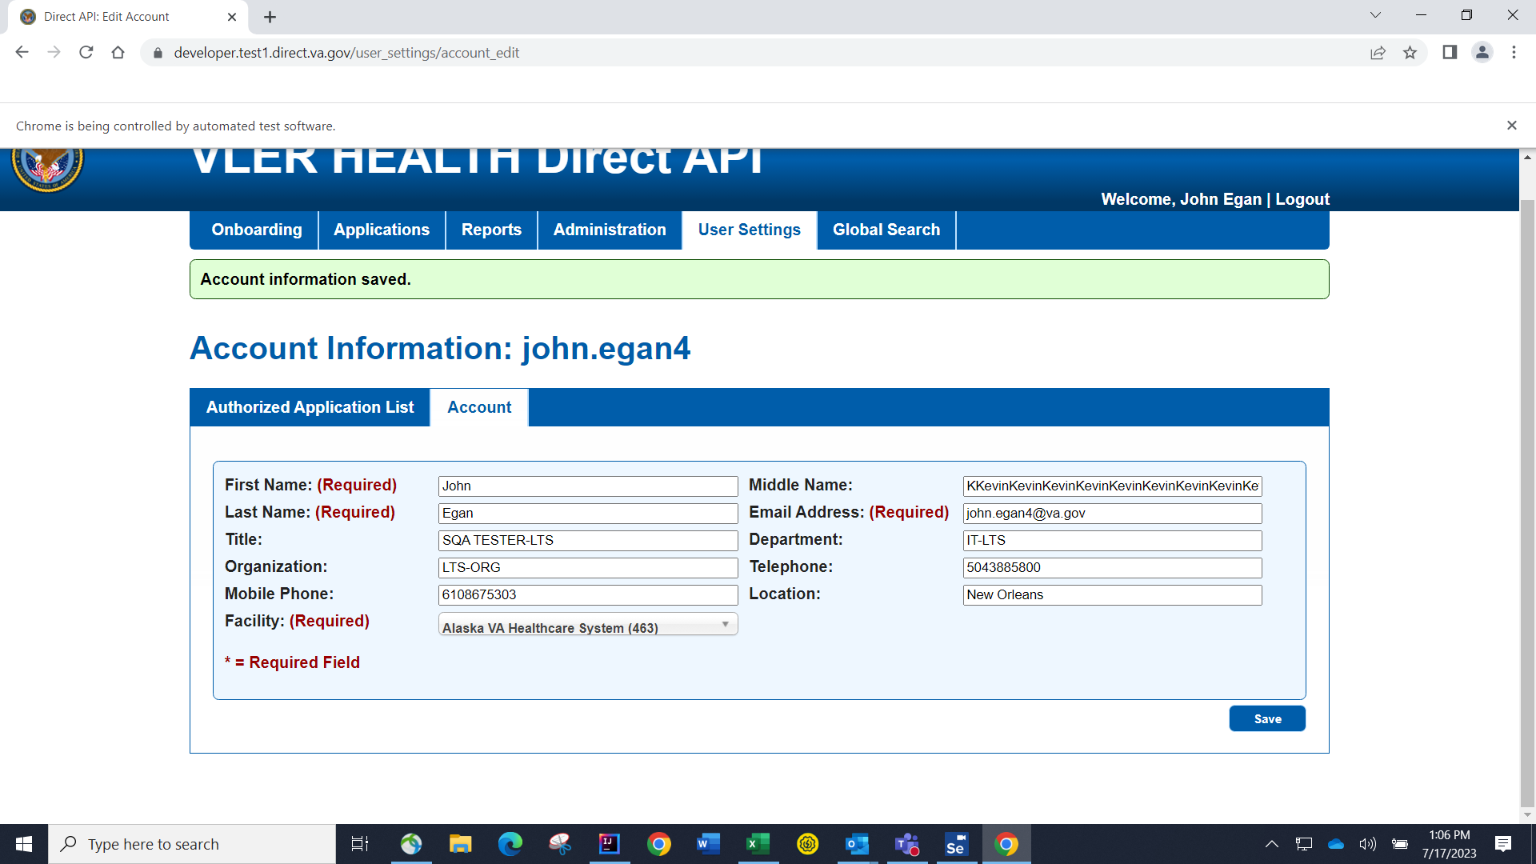 Direct API: Edit Account
developer.test1.direct.va.gov/user_settings/account_edit
Chrome is being controlled by automated test software.
VLER HEALTH Direct API
Welcome, John Egan | Logout
Onboarding Applications Reports Administration User Settings Global Search
Account information saved.
Account Information: john.egan4
Authorized Application List Account
First Name: (Required) John Middle Name: KKevinKevinKevinKevinKevinKevinKevinKevinKe
Last Name: (Required) Egan Email Address: (Required) john.egan4@va.gov
Title: SQA TESTER-LTS Department: IT-LTS
Organization: LTS-ORG Telephone: 5043885800
Mobile Phone: 6108675303 Location: New Orleans
Facility: (Required) Alaska VA Healthcare System (463)
* = Required Field
Save
Type here to search
1:06 PM
7/17/2023